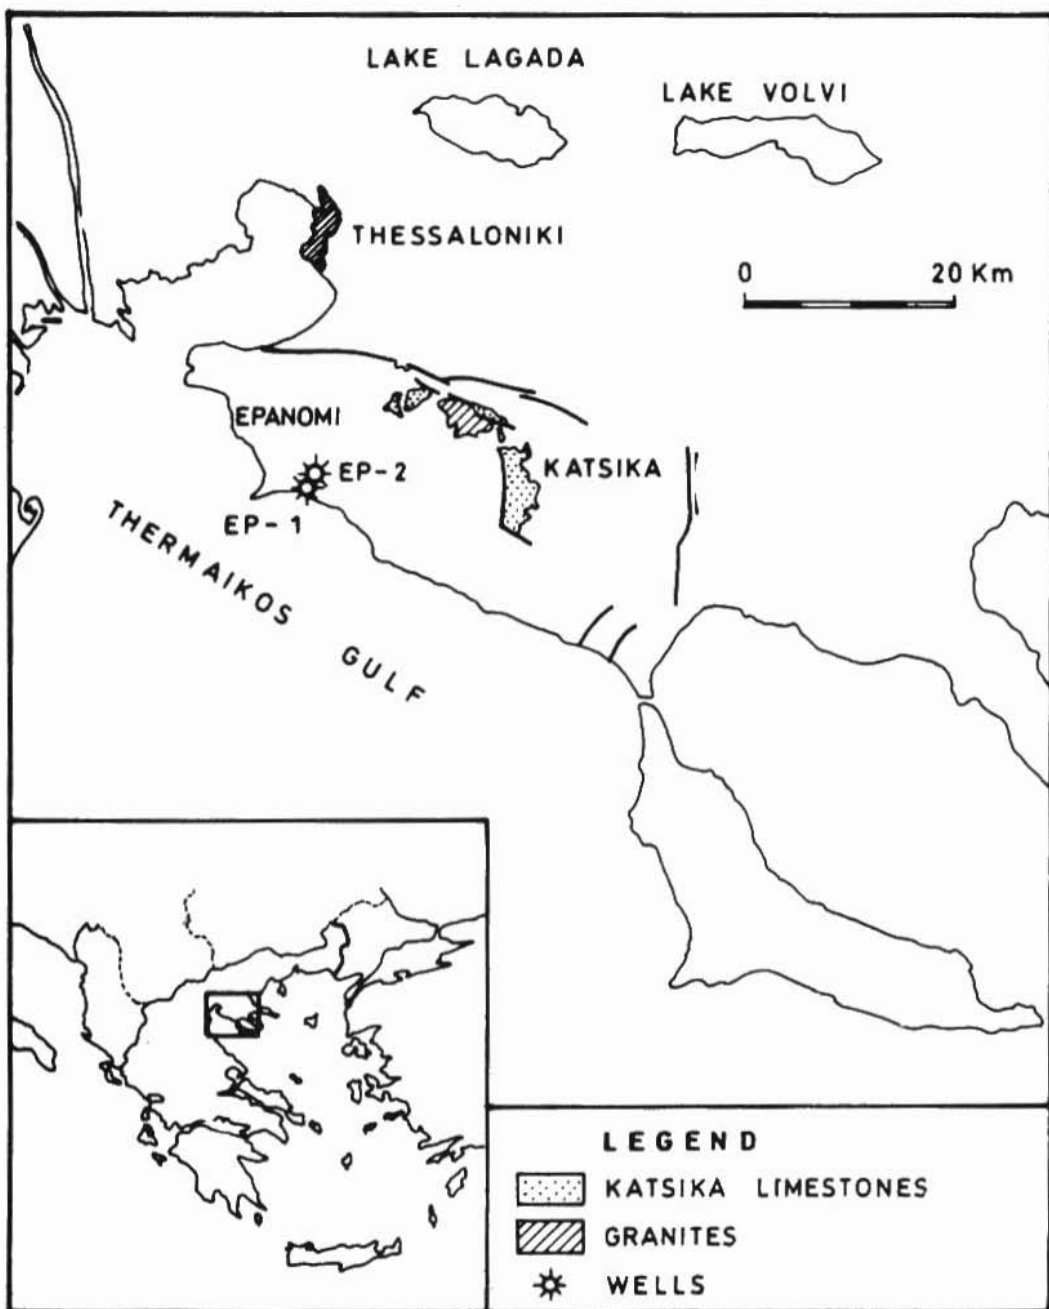 LAKE LAGADA
LAKE VOLVI
THESSALONIKI
0 20 Km
EPANOMI
EP-2
KATSIKA
EP-1
THERMAIKOS
GULF
LEGEND
KATSIKA LIMESTONES
GRANITES
WELLS